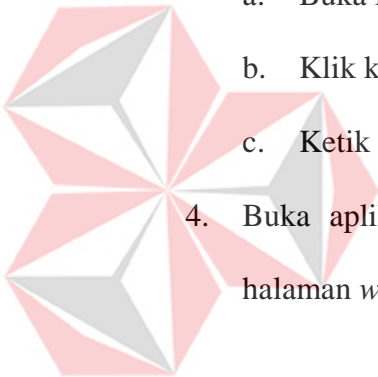 a. Buka
b. Klik k
c. Ketik
4. Buka apli
halaman w